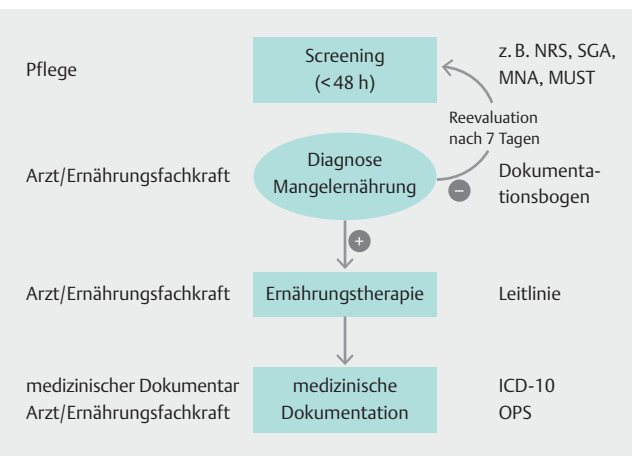 Pflege
Screening
(< 48 h)
z. B. NRS, SGA,
MNA, MUST
Reevaluation
nach 7 Tagen
Arzt/Ernährungsfachkraft
Diagnose
Mangelernährung
−
Dokumenta-
tionsbogen
+
Arzt/Ernährungsfachkraft
Ernährungstherapie
Leitlinie
medizinischer Dokumentar
Arzt/Ernährungsfachkraft
medizinische
Dokumentation
ICD-10
OPS